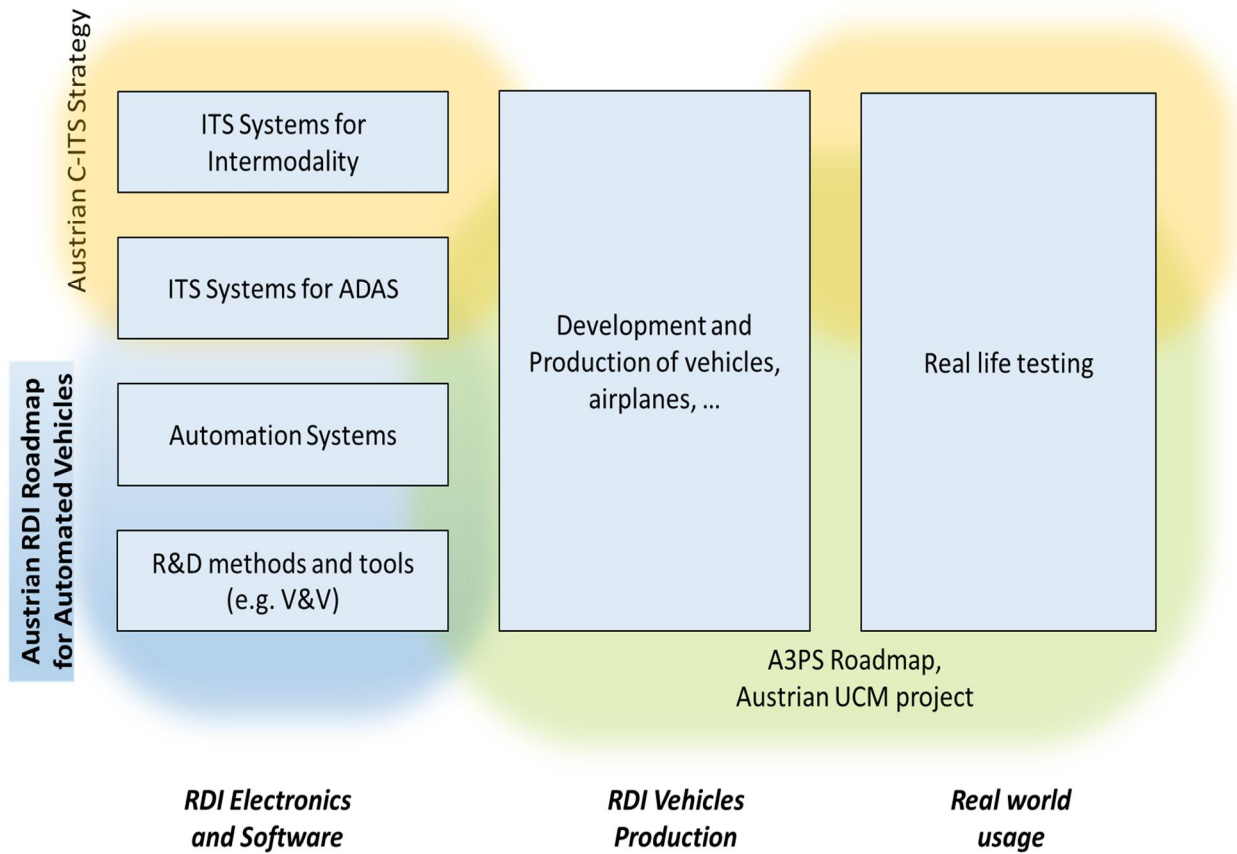 Austrian C-ITS Strategy
ITS Systems for
Intermodality
ITS Systems for ADAS
Austrian RDI Roadmap
for Automated Vehicles
Automation Systems
R&D methods and tools
(e.g. V&V)
Development and
Production of vehicles,
airplanes, ...
Real life testing
A3PS Roadmap,
Austrian UCM project
RDI Electronics
and Software
RDI Vehicles
Production
Real world
usage